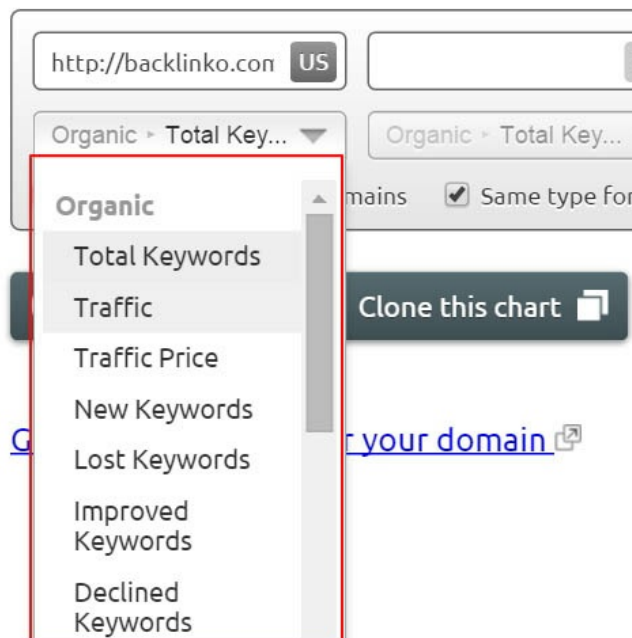 http://backlinko.con US
Organic ▸ Total Key...
Organic ▸ Total Key...
mains
Same type for
Organic
Total Keywords
Traffic
Clone this chart
Traffic Price
New Keywords
G
r your domain
Lost Keywords
Improved
Keywords
Declined
Keywords